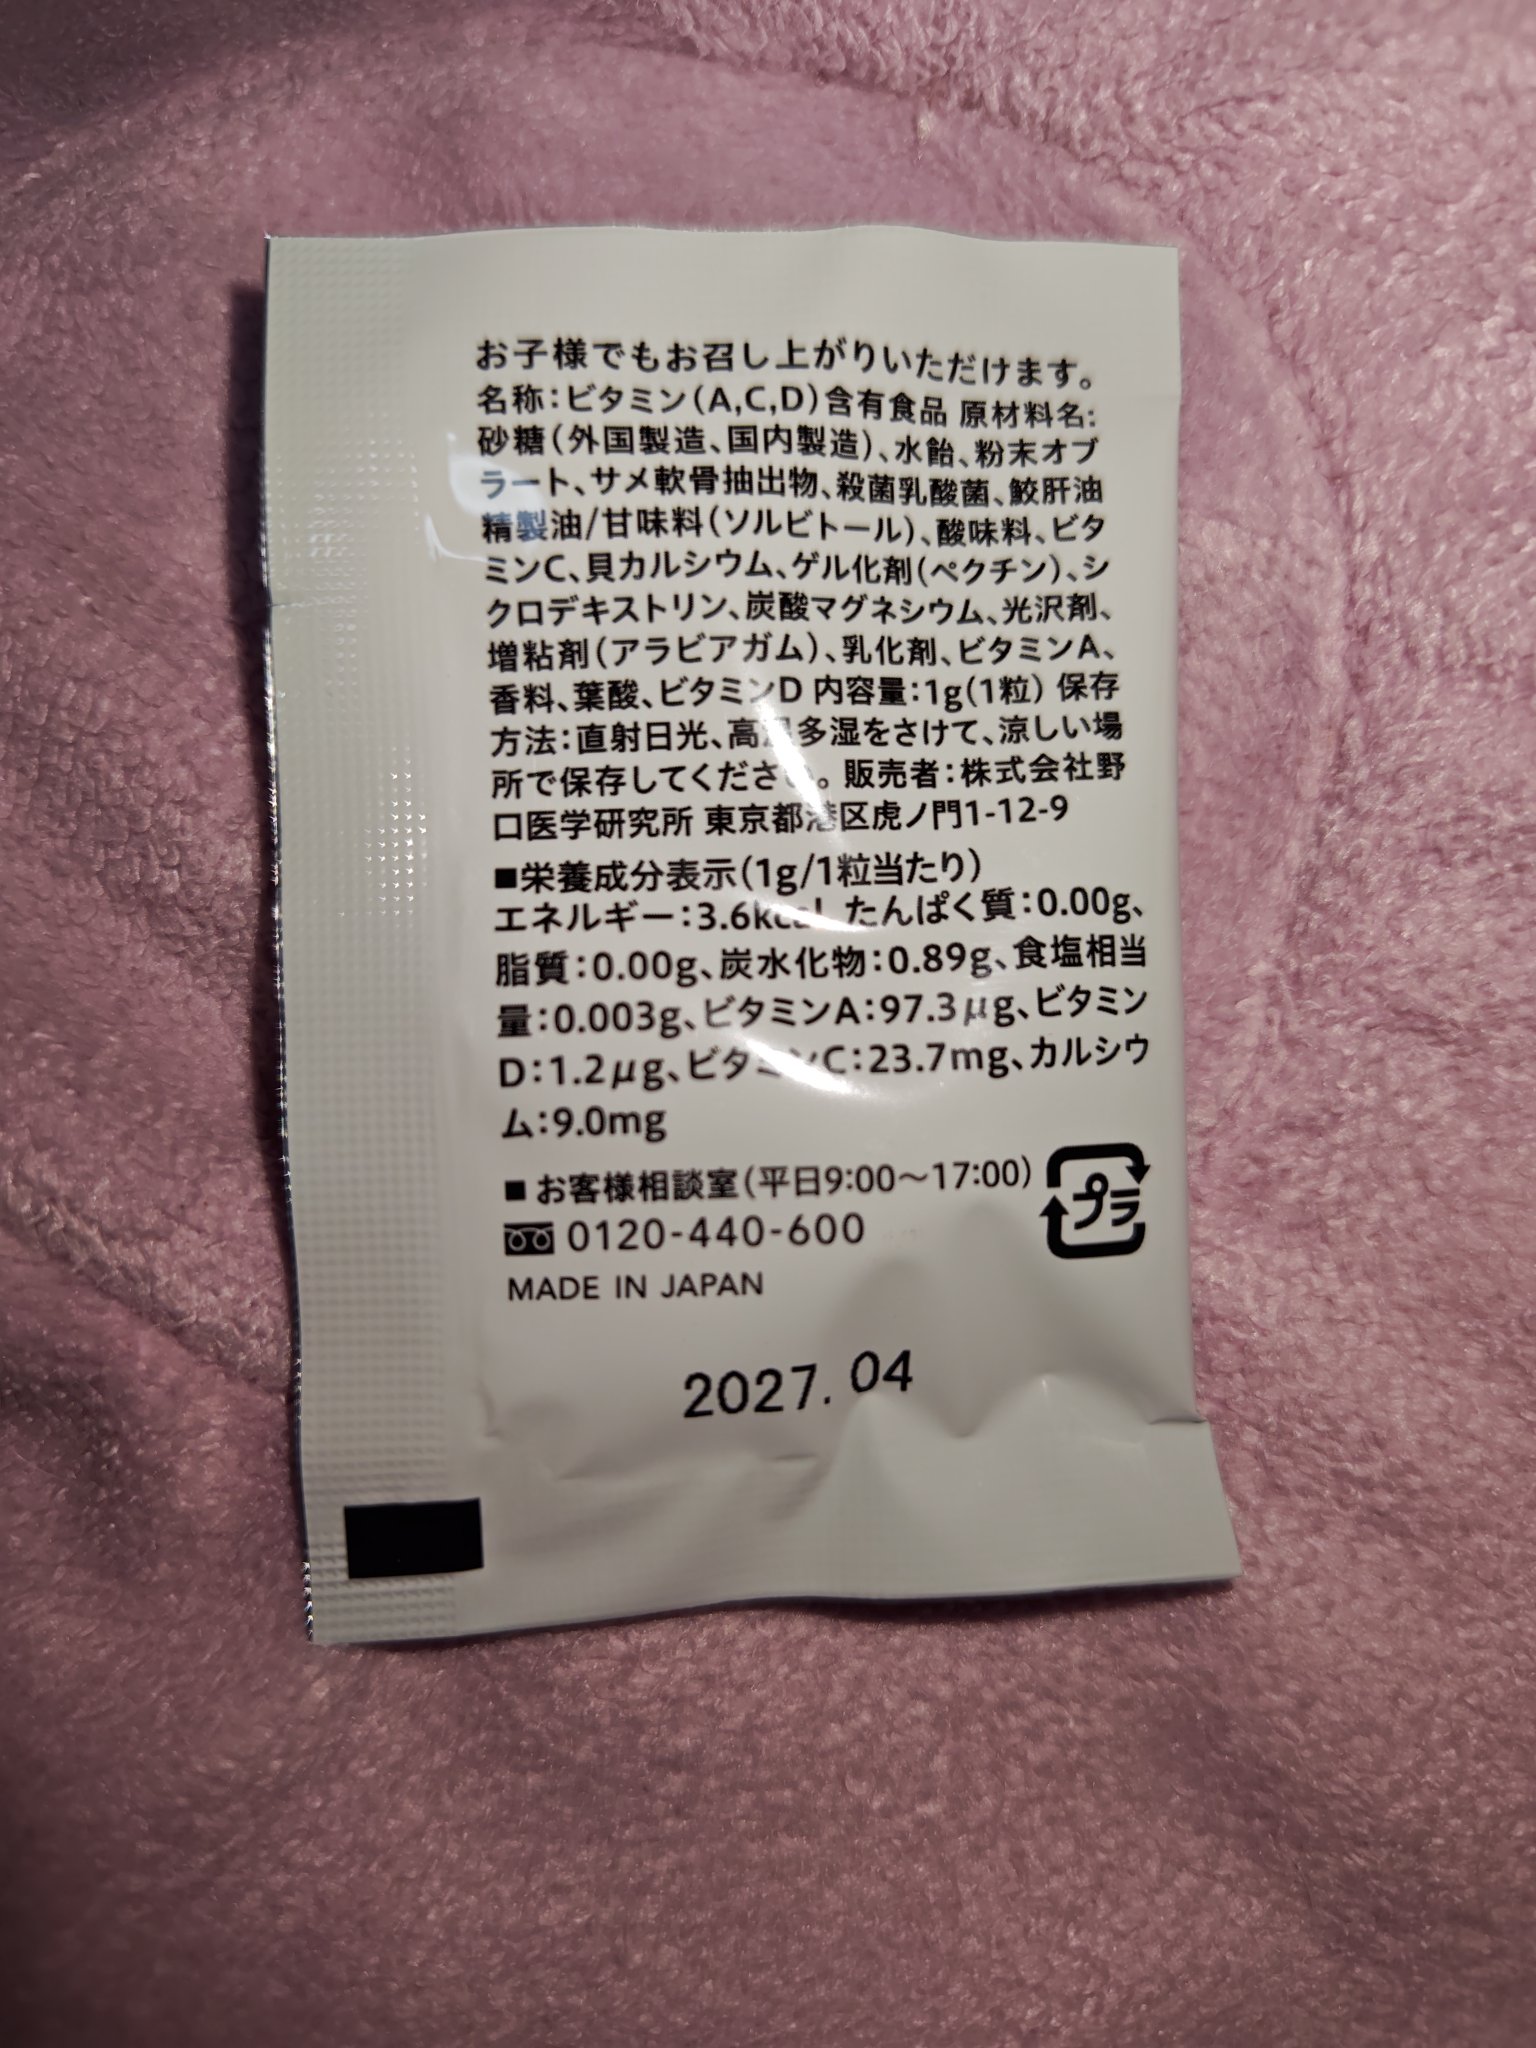 お子様でもお召し上がりいただけます。
名称：ビタミン（A,C,D）含有食品 原材料名：
砂糖（外国製造、国内製造）、水飴、粉末オブ
ラート、サメ軟骨抽出物、殺菌乳酸菌、鮫肝油
精製油/甘味料（ソルビトール）、酸味料、ビタ
ミンC、貝カルシウム、ゲル化剤（ペクチン）、シ
クロデキストリン、炭酸マグネシウム、光沢剤、
増粘剤（アラビアガム）、乳化剤、ビタミンA、
香料、葉酸、ビタミンD 内容量：1g（1粒） 保存
方法：直射日光、高温多湿をさけて、涼しい場
所で保存してください。 販売者：株式会社野
口医学研究所 東京都港区虎ノ門1-12-9
■栄養成分表示（1g/1粒当たり）
エネルギー：3.6kcal、たんぱく質：0.00g、
脂質：0.00g、炭水化物：0.89g、食塩相当
量：0.003g、ビタミンA：97.3μg、ビタミン
D：1.2μg、ビタミンC：23.7mg、カルシウ
ム：9.0mg
■お客様相談室（平日9：00〜17：00）
0120-440-600
プラ
MADE IN JAPAN
2027. 04